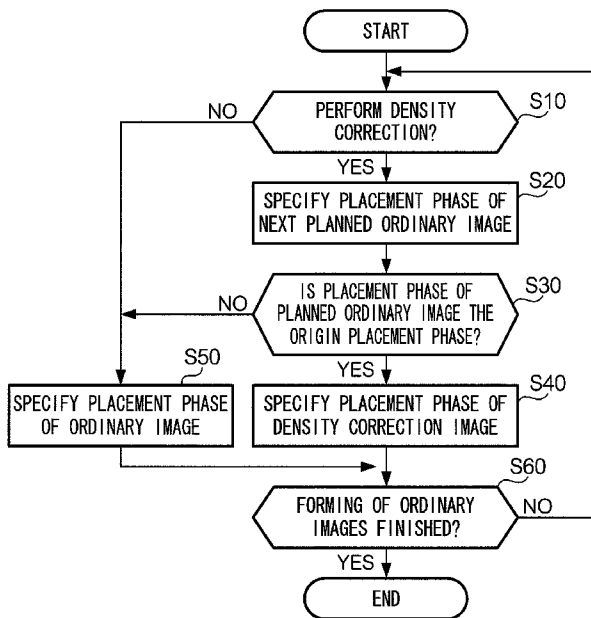 START
S10
PERFORM DENSITY
CORRECTION?
NO
YES
S20
SPECIFY PLACEMENT PHASE OF
NEXT PLANNED ORDINARY IMAGE
S30
IS PLACEMENT PHASE OF
PLANNED ORDINARY IMAGE THE
ORIGIN PLACEMENT PHASE?
NO
YES
S50
SPECIFY PLACEMENT PHASE
OF ORDINARY IMAGE
S40
SPECIFY PLACEMENT PHASE OF
DENSITY CORRECTION IMAGE
S60
FORMING OF ORDINARY
IMAGES FINISHED?
NO
YES
END